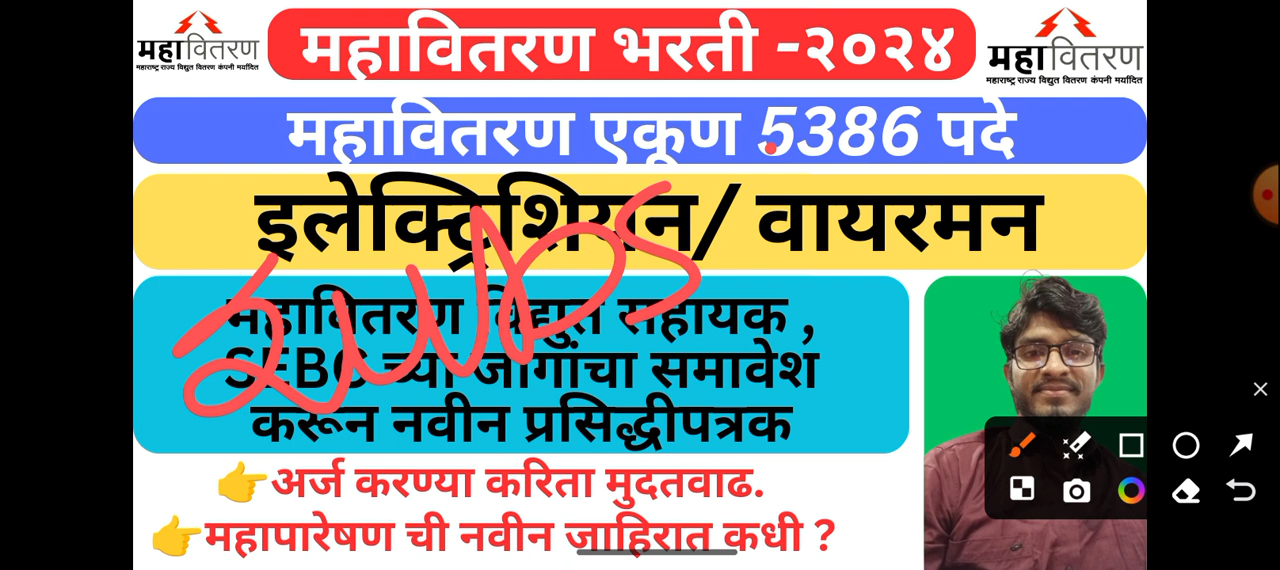 महावितरण
महाराष्ट्र राज्य विद्युत वितरण कंपनी मर्यादित
महावितरण भरती -२०२४
महावितरण
महाराष्ट्र राज्य विद्युत वितरण कंपनी मर्यादित
महावितरण एकूण 5386 पदे
इलेक्ट्रिशियन/ वायरमन
महावितरण विद्युत सहायक ,
SEBC च्या जागांचा समावेश
करून नवीन प्रसिद्धीपत्रक
👉अर्ज करण्या करिता मुदतवाढ.
👉महापारेषण ची नवीन जाहिरात कधी ?